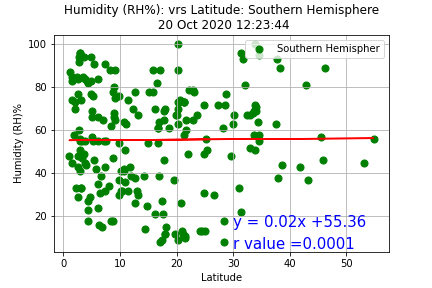 Humidity (RH%): vrs Latitude: Southern Hemisphere
20 Oct 2020 12:23:44
Southern Hemispher
Humidity (RH)%
100
80
60
40
20
y = 0.02x +55.36
r value =0.0001
0 10 20 30 40 50
Latitude